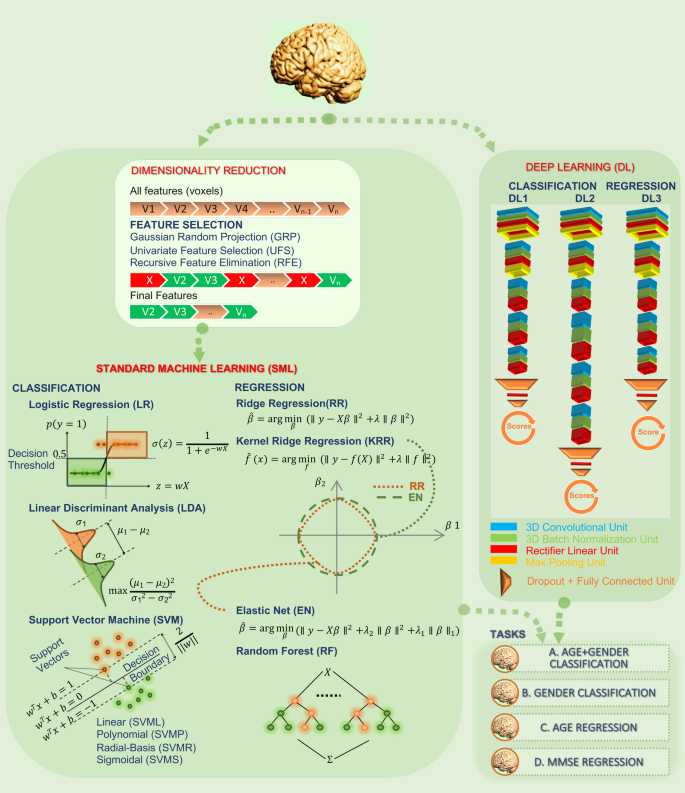 DIMENSIONALITY REDUCTION
All features (voxels)
V1 V2 V3 V4 .. Vn-1 Vn
FEATURE SELECTION
Gaussian Random Projection (GRP)
Univariate Feature Selection (UFS)
Recursive Feature Elimination (RFE)
X V2 V3 X .. X Vn
Final Features
V2 V3 .. Vn
STANDARD MACHINE LEARNING (SML)
CLASSIFICATION
Logistic Regression (LR)
p(y = 1)
Decision 0.5
Threshold
σ(z) = 1 / (1 + e^−wX)
z = wX
Linear Discriminant Analysis (LDA)
σ1
μ1 − μ2
σ2
max (μ1 − μ2)² / (σ1² − σ2²)
Support Vector Machine (SVM)
Support
Vectors
Decision
Boundary
2 / ||w||
wᵀx + b = 1
wᵀx + b = 0
wᵀx + b = −1
Linear (SVML)
Polynomial (SVMP)
Radial-Basis (SVMR)
Sigmoidal (SVMS)
REGRESSION
Ridge Regression(RR)
β̂ = arg min β (∥ y − Xβ ∥² +λ ∥ β ∥²)
Kernel Ridge Regression (KRR)
f̂ (x) = arg min f (∥ y − f(X) ∥² +λ ∥ f ∥²
β2
RR
EN
β 1
Elastic Net (EN)
β̂ = arg min β (∥ y − Xβ ∥² +λ2 ∥ β ∥² +λ1 ∥ β ∥1)
Random Forest (RF)
X
......
Σ
DEEP LEARNING (DL)
CLASSIFICATION REGRESSION
DL1 DL2 DL3
Scores
Scores
Score
3D Convolutional Unit
3D Batch Normalization Unit
Rectifier Linear Unit
Max Pooling Unit
Dropout + Fully Connected Unit
TASKS
A. AGE+GENDER
CLASSIFICATION
B. GENDER CLASSIFICATION
C. AGE REGRESSION
D. MMSE REGRESSION